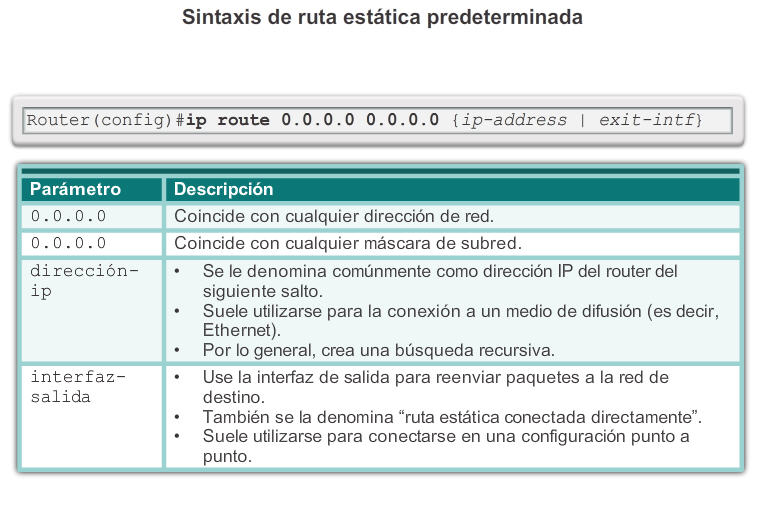 Sintaxis de ruta estática predeterminada
Router(config)#ip route 0.0.0.0 0.0.0.0 {ip-address | exit-intf}
Parámetro Descripción
0.0.0.0 Coincide con cualquier dirección de red.
0.0.0.0 Coincide con cualquier máscara de subred.
dirección-
ip
• Se le denomina comúnmente como dirección IP del router del
siguiente salto.
• Suele utilizarse para la conexión a un medio de difusión (es decir,
Ethernet).
• Por lo general, crea una búsqueda recursiva.
interfaz-
salida
• Use la interfaz de salida para reenviar paquetes a la red de
destino.
• También se la denomina “ruta estática conectada directamente”.
• Suele utilizarse para conectarse en una configuración punto a
punto.